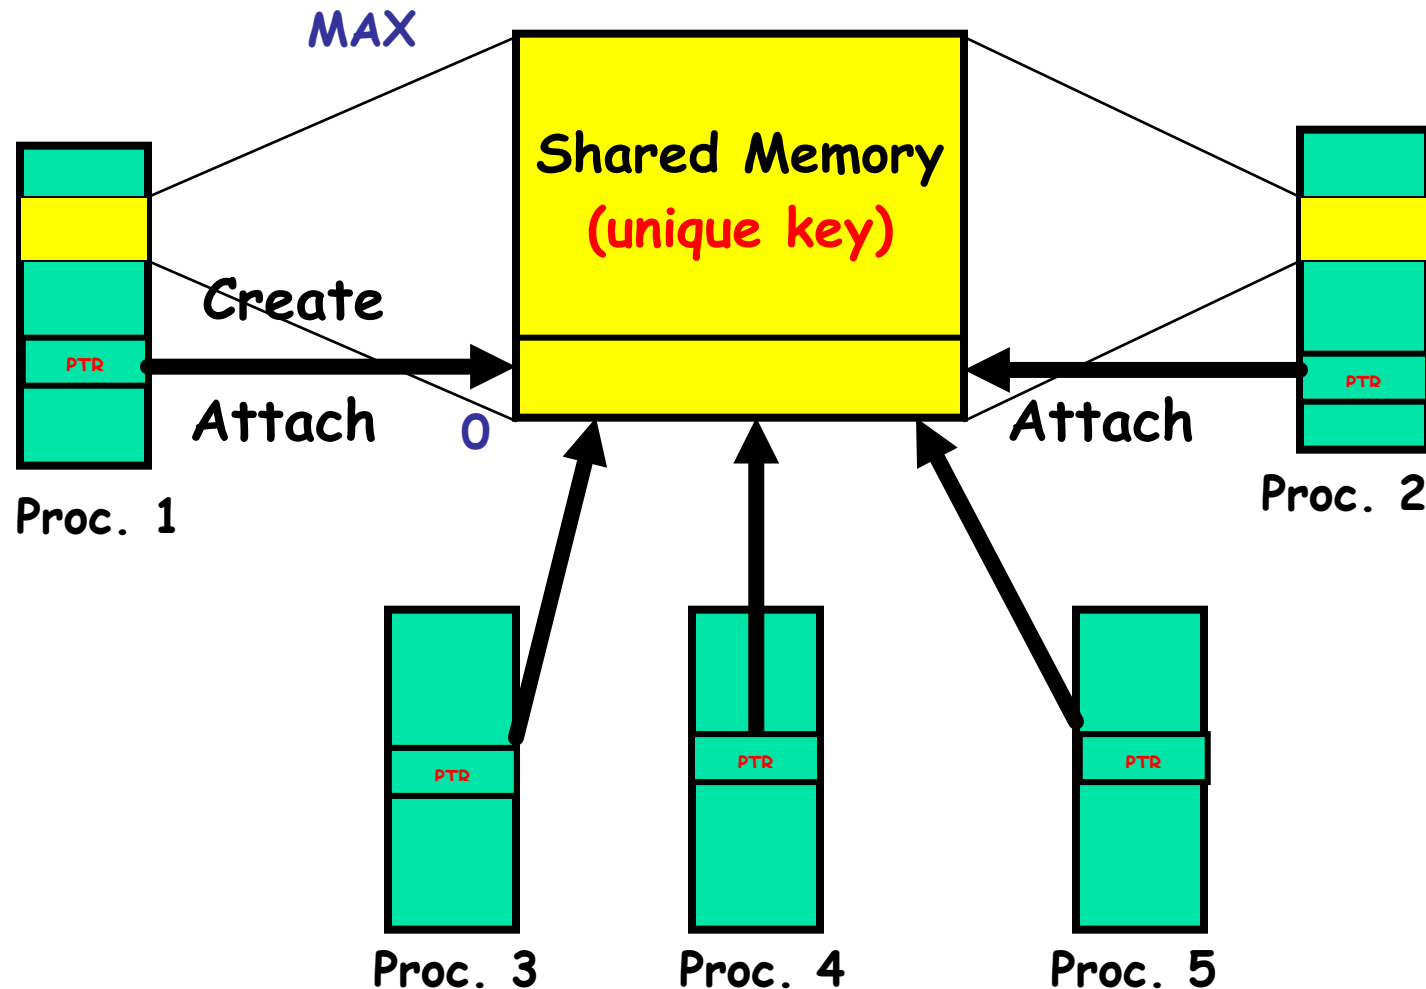 MAX
Shared Memory
(unique key)
Create
PTR
PTR
Attach
0
Attach
Proc. 1
Proc. 2
PTR
PTR
PTR
Proc. 3
Proc. 4
Proc. 5